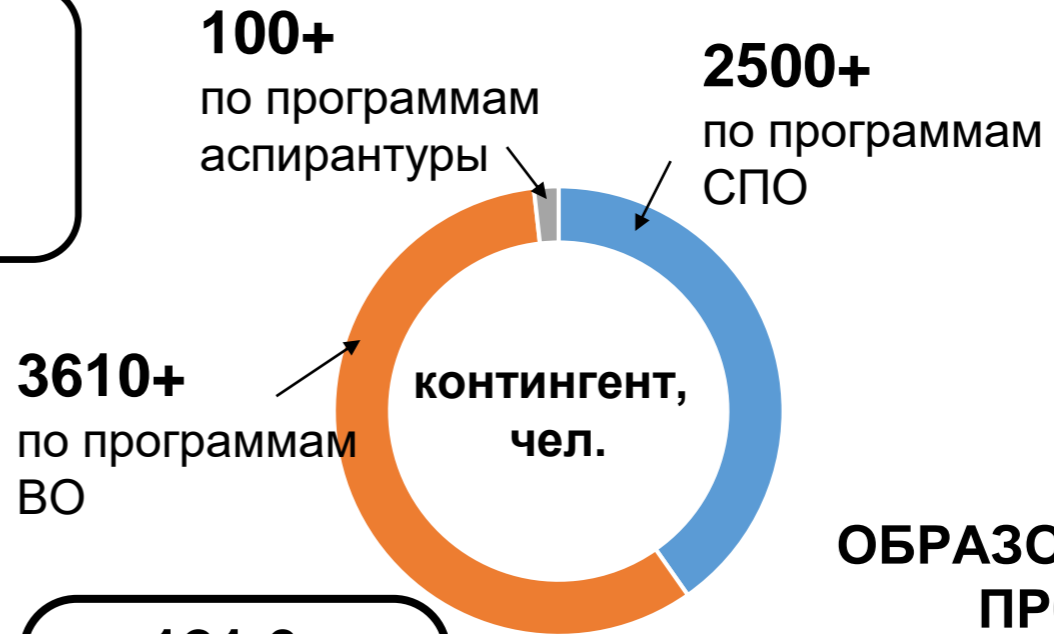 100+
по программам
аспирантуры
2500+
по программам
СПО
3610+
по программам
ВО
контингент,
чел.